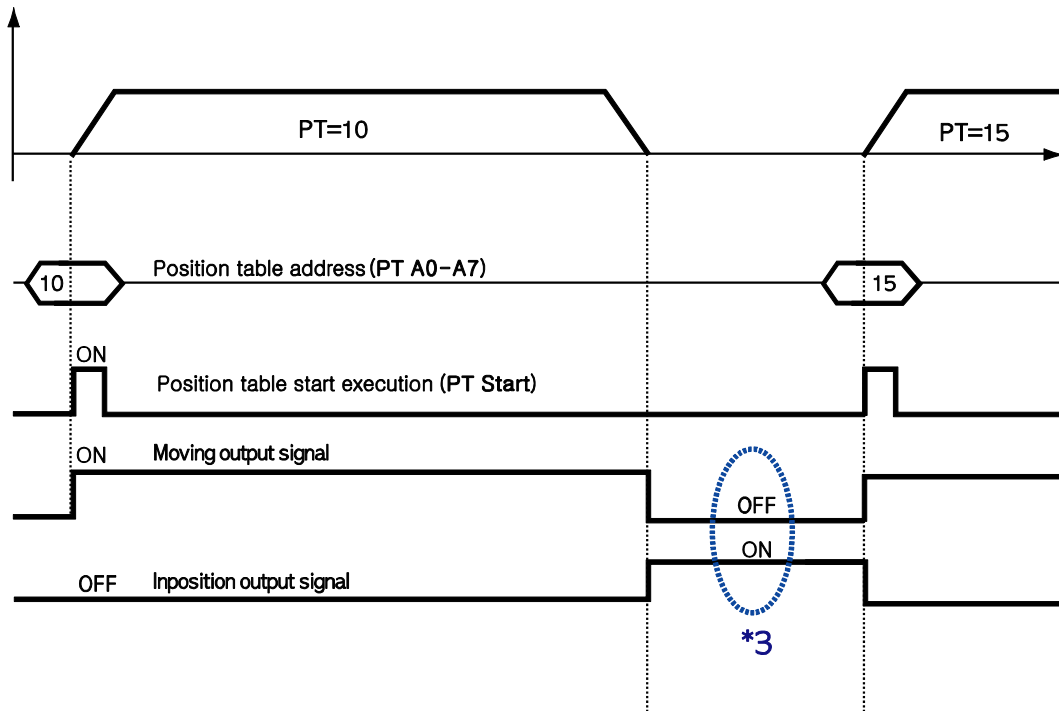 PT=10
PT=15
10
Position table address (PT A0-A7)
15
ON
Position table start execution (PT Start)
ON
Moving output signal
OFF
ON
OFF
Inposition output signal
*3